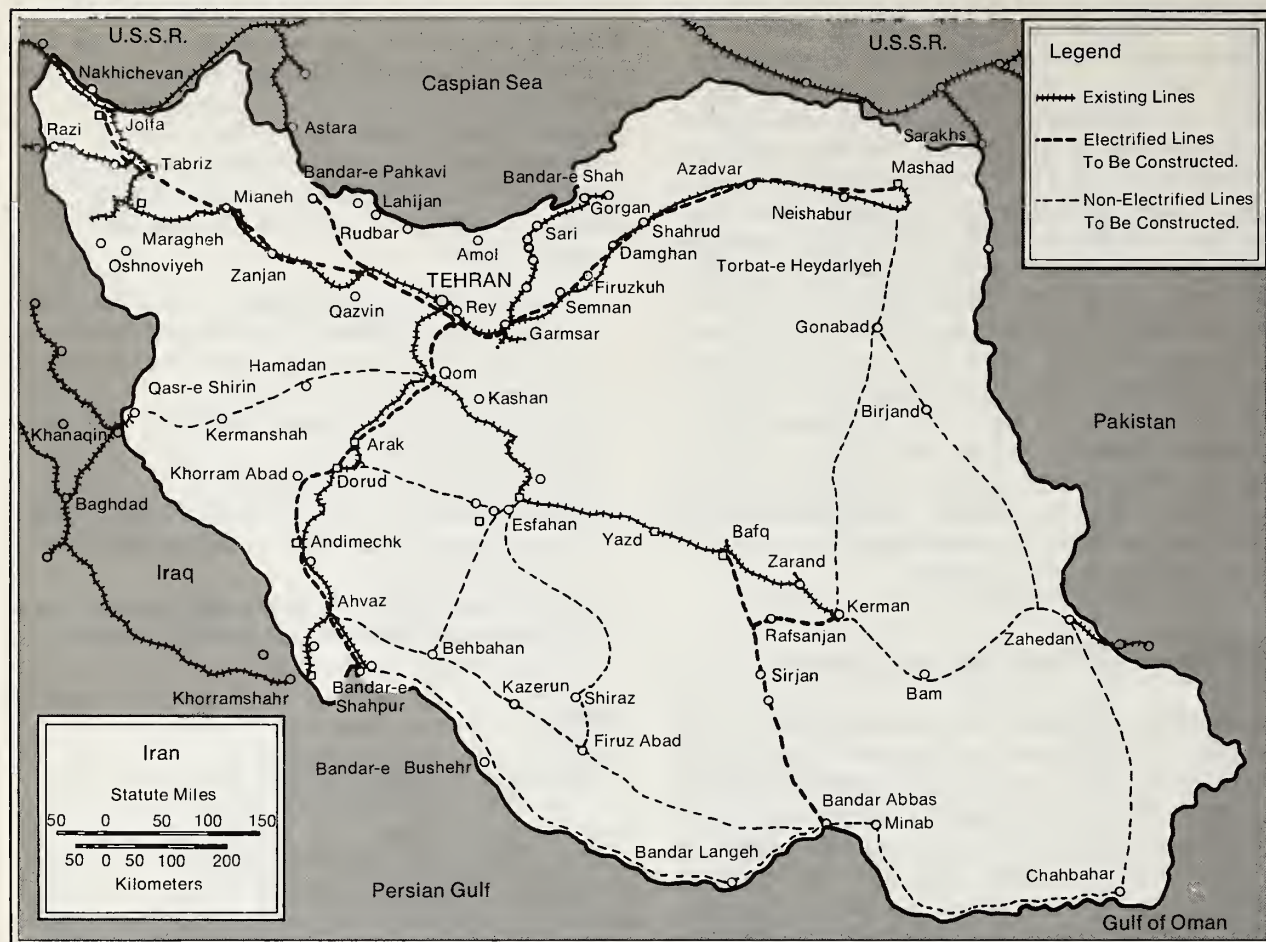 U.S.S.R.
U.S.S.R.
Caspian Sea
Nakhichevan
Jolfa
Razi
Tabriz
Astara
Bandar-e Pahkavi
Lahijan
Rudbar
Mianeh
Maragheh
Oshnoviyeh
Zanjan
Qazvin
Amol
Bandar-e Shah
Gorgan
Sari
Azadvar
Sarakhs
Mashad
Neishabur
Shahrud
Damghan
Firuzkuh
Semnan
Garmsar
TEHRAN
Rey
Torbat-e Heydarlyeh
Gonabad
Birjand
Pakistan
Hamadan
Qasr-e Shirin
Kermanshah
Khanaqin
Baghdad
Qom
Kashan
Arak
Khorram Abad
Dorud
Andimechk
Esfahan
Yazd
Bafq
Zarand
Kerman
Rafsanjan
Sirjan
Bam
Zahedan
Iraq
Ahvaz
Behbahan
Khorramshahr
Bandar-e
Shahpur
Kazerun
Shiraz
Firuz Abad
Bandar-e Bushehr
Bandar Abbas
Minab
Bandar Langeh
Chahbahar
Persian Gulf
Gulf of Oman
Legend
Existing Lines
Electrified Lines
To Be Constructed.
Non-Electrified Lines
To Be Constructed.
Iran
Statute Miles
50 0 50 100 150
50 0 50 100 200
Kilometers